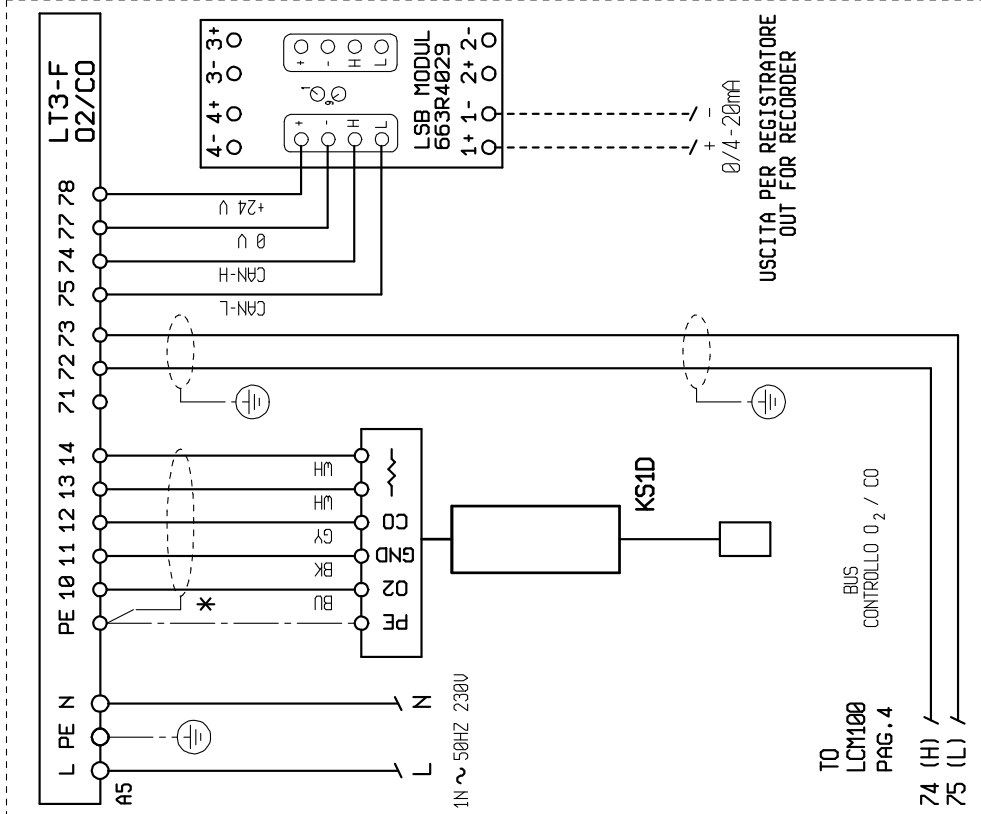 LT3-F
O2/CO
78
77
74
75
73
72
71
14
13
12
11
10
PE
N
PE
L
A5
3+
3-
4+
4-
+
-
H
L
1
9
+
-
H
L
LSB MODUL
663R4029
2-
2+
1-
1+
-
+
0/4-20mA
USCITA PER REGISTRATORE
OUT FOR RECORDER
+24 V
0 V
CAN-H
CAN-L
WH
WH
GY
BK
BU
*
CO
GND
O2
PE
KS1D
BUS
CONTROLLO O2 / CO
N
L
1N ~ 50HZ 230V
TO
LCM100
PAG.4
74 (H)
75 (L)